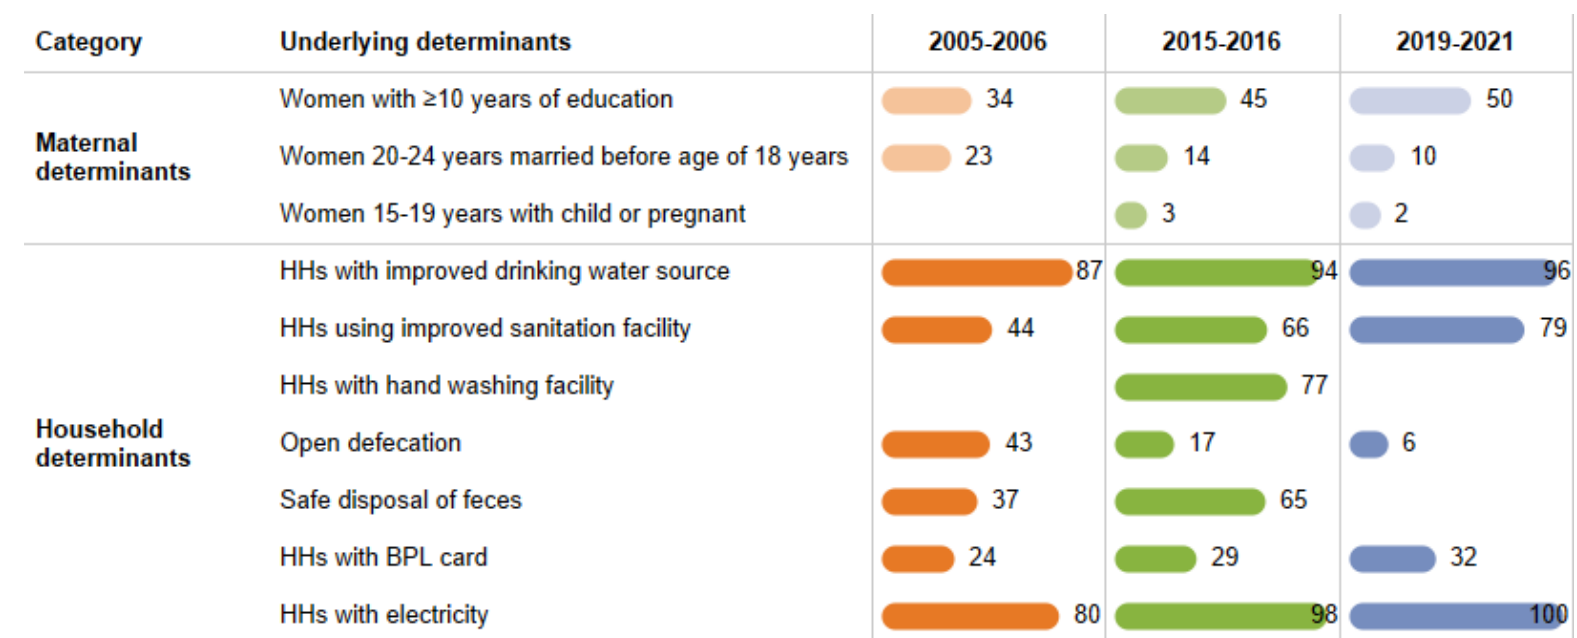 Category Underlying determinants 2005-2006 2015-2016 2019-2021
Women with ≥10 years of education 34 45 50
Maternal
determinants
Women 20-24 years married before age of 18 years 23 14 10
Women 15-19 years with child or pregnant 3 2
HHs with improved drinking water source 87 94 96
HHs using improved sanitation facility 44 66 79
HHs with hand washing facility 77
Household
determinants
Open defecation 43 17 6
Safe disposal of feces 37 65
HHs with BPL card 24 29 32
HHs with electricity 80 98 100